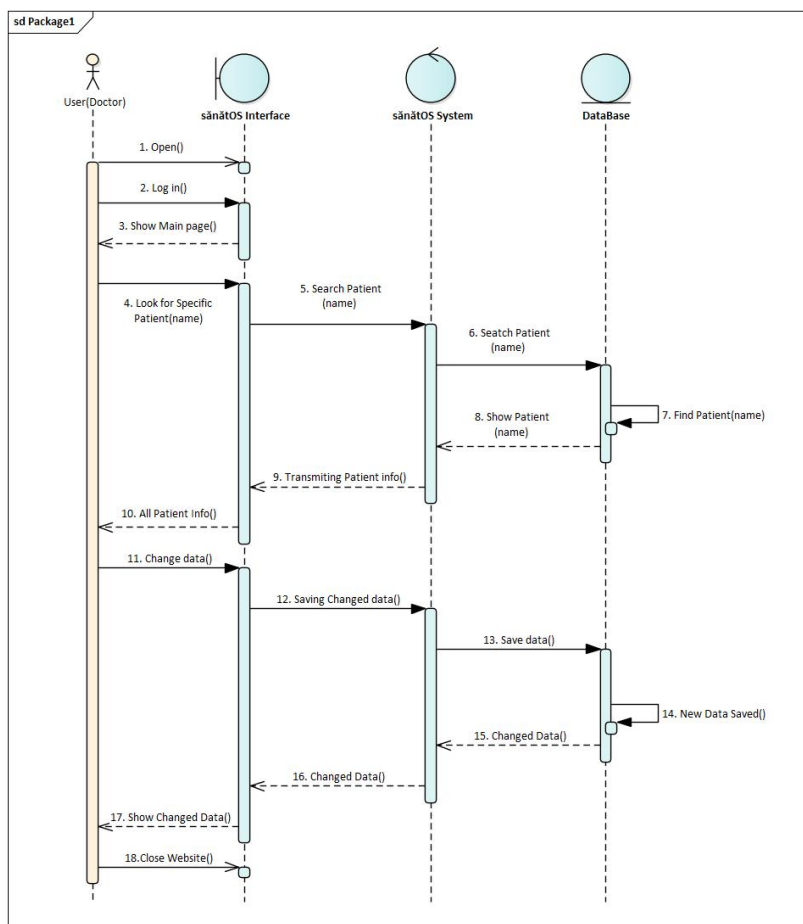 sd Package1
User(Doctor)
sănătOS Interface
sănătOS System
DataBase
1. Open()
2. Log in()
3. Show Main page()
4. Look for Specific
Patient(name)
5. Search Patient
(name)
6. Seatch Patient
(name)
7. Find Patient(name)
8. Show Patient
(name)
9. Transmiting Patient info()
10. All Patient Info()
11. Change data()
12. Saving Changed data()
13. Save data()
14. New Data Saved()
15. Changed Data()
16. Changed Data()
17. Show Changed Data()
18.Close Website()